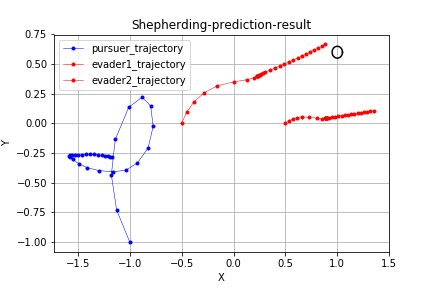 Shepherding-prediction-result
pursuer_trajectory
evader1_trajectory
evader2_trajectory
Y
0.75
0.50
0.25
0.00
−0.25
−0.50
−0.75
−1.00
−1.5
−1.0
−0.5
0.0
0.5
1.0
1.5
X